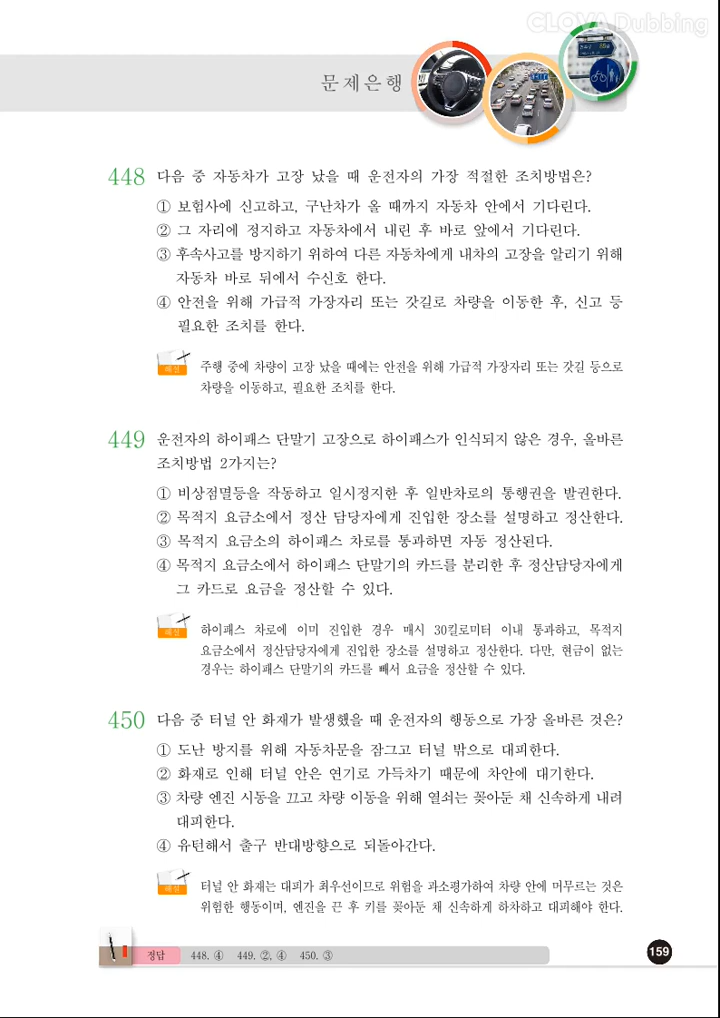 CLOVA Dubbing
문제은행
448 다음 중 자동차가 고장 났을 때 운전자의 가장 적절한 조치방법은?
① 보험사에 신고하고, 구난차가 올 때까지 자동차 안에서 기다린다.
② 그 자리에 정지하고 자동차에서 내린 후 바로 앞에서 기다린다.
③ 후속사고를 방지하기 위하여 다른 자동차에게 내차의 고장을 알리기 위해
자동차 바로 뒤에서 수신호 한다.
④ 안전을 위해 가급적 가장자리 또는 갓길로 차량을 이동한 후, 신고 등
필요한 조치를 한다.
해설 주행 중에 차량이 고장 났을 때에는 안전을 위해 가급적 가장자리 또는 갓길 등으로
차량을 이동하고, 필요한 조치를 한다.
449 운전자의 하이패스 단말기 고장으로 하이패스가 인식되지 않은 경우, 올바른
조치방법 2가지는?
① 비상점멸등을 작동하고 일시정지한 후 일반차로의 통행권을 발권한다.
② 목적지 요금소에서 정산 담당자에게 진입한 장소를 설명하고 정산한다.
③ 목적지 요금소의 하이패스 차로를 통과하면 자동 정산된다.
④ 목적지 요금소에서 하이패스 단말기의 카드를 분리한 후 정산담당자에게
그 카드로 요금을 정산할 수 있다.
해설 하이패스 차로에 이미 진입한 경우 매시 30킬로미터 이내 통과하고, 목적지
요금소에서 정산담당자에게 진입한 장소를 설명하고 정산한다. 다만, 현금이 없는
경우는 하이패스 단말기의 카드를 빼서 요금을 정산할 수 있다.
450 다음 중 터널 안 화재가 발생했을 때 운전자의 행동으로 가장 올바른 것은?
① 도난 방지를 위해 자동차문을 잠그고 터널 밖으로 대피한다.
② 화재로 인해 터널 안은 연기로 가득차기 때문에 차안에 대기한다.
③ 차량 엔진 시동을 끄고 차량 이동을 위해 열쇠는 꽂아둔 채 신속하게 내려
대피한다.
④ 유턴해서 출구 반대방향으로 되돌아간다.
해설 터널 안 화재는 대피가 최우선이므로 위험을 과소평가하여 차량 안에 머무르는 것은
위험한 행동이며, 엔진을 끈 후 키를 꽂아둔 채 신속하게 하차하고 대피해야 한다.
정답 448. ④ 449. ②, ④ 450. ③
159